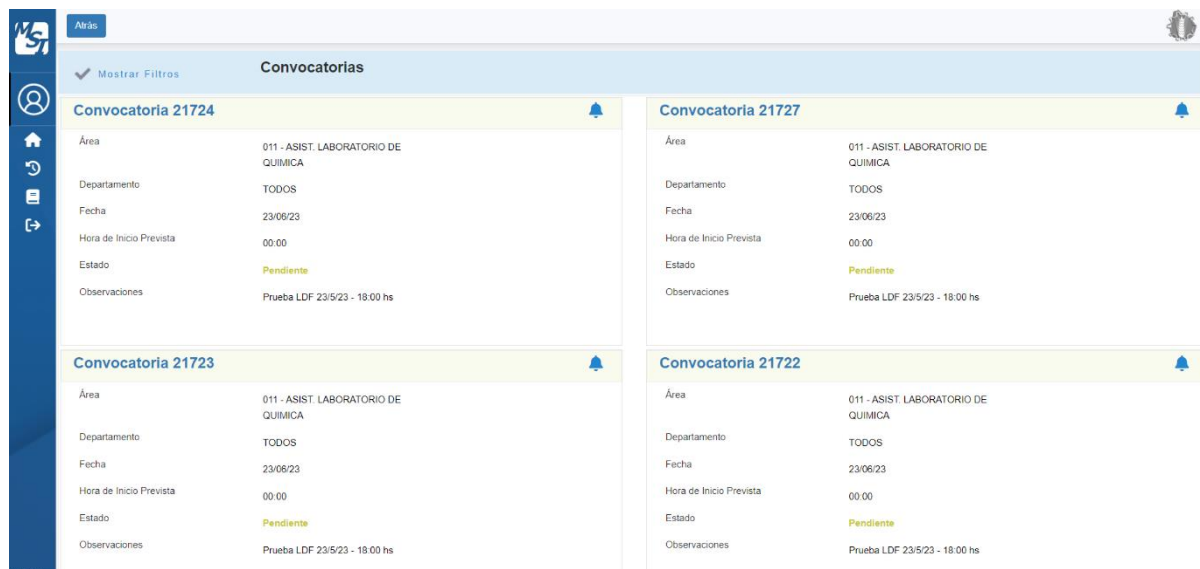 MST
Atrás
Mostrar Filtros
Convocatorias
Convocatoria 21724
Área
011 - ASIST. LABORATORIO DE
QUIMICA
Departamento
TODOS
Fecha
23/06/23
Hora de Inicio Prevista
00:00
Estado
Pendiente
Observaciones
Prueba LDF 23/5/23 - 18:00 hs
Convocatoria 21727
Área
011 - ASIST. LABORATORIO DE
QUIMICA
Departamento
TODOS
Fecha
23/06/23
Hora de Inicio Prevista
00:00
Estado
Pendiente
Observaciones
Prueba LDF 23/5/23 - 18:00 hs
Convocatoria 21723
Área
011 - ASIST. LABORATORIO DE
QUIMICA
Departamento
TODOS
Fecha
23/06/23
Hora de Inicio Prevista
00:00
Estado
Pendiente
Observaciones
Prueba LDF 23/5/23 - 18:00 hs
Convocatoria 21722
Área
011 - ASIST. LABORATORIO DE
QUIMICA
Departamento
TODOS
Fecha
23/06/23
Hora de Inicio Prevista
00:00
Estado
Pendiente
Observaciones
Prueba LDF 23/5/23 - 18:00 hs